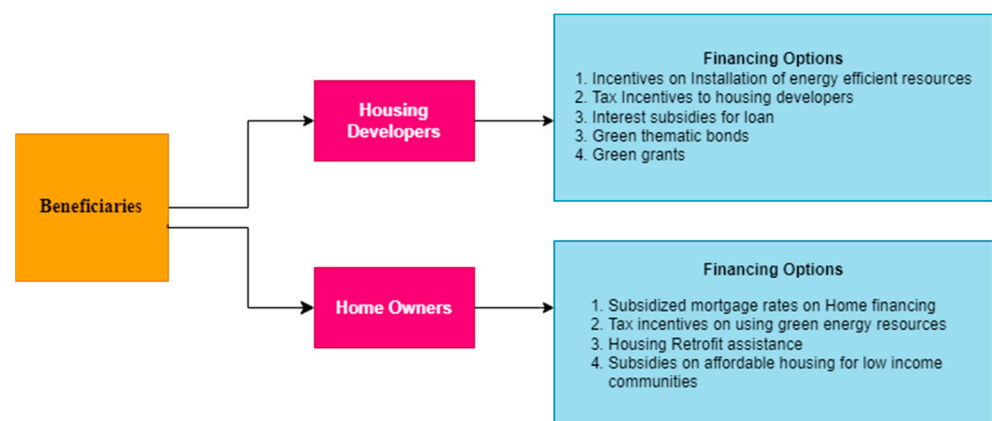 Beneficiaries
Housing
Developers
Financing Options
1. Incentives on Installation of energy efficient resources
2. Tax Incentives to housing developers
3. Interest subsidies for loan
3. Green thematic bonds
4. Green grants
Home Owners
Financing Options
1. Subsidized mortgage rates on Home financing
2. Tax incentives on using green energy resources
3. Housing Retrofit assistance
4. Subsidies on affordable housing for low income
communities